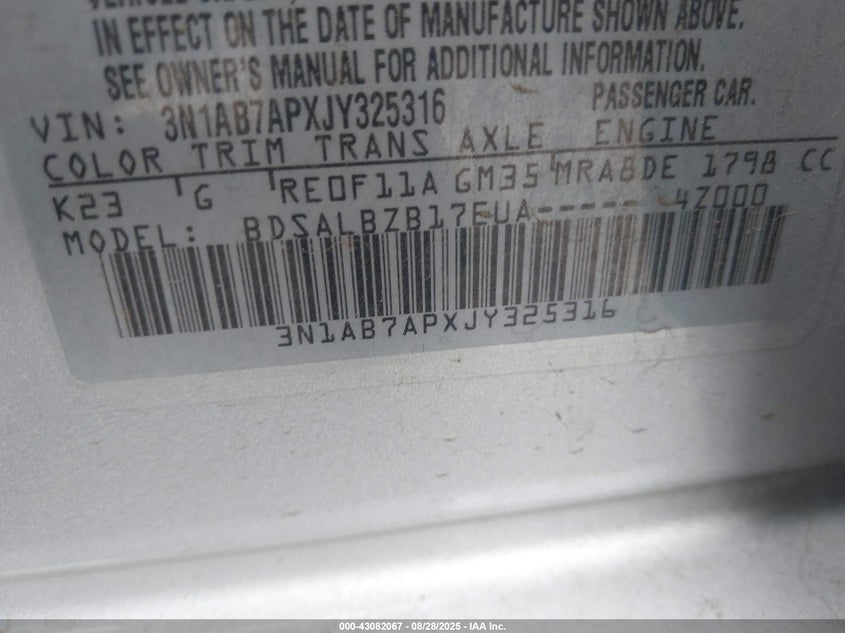 IN EFFECT ON THE DATE OF MANUFACTURE SHOWN ABOVE.
SEE OWNER'S MANUAL FOR ADDITIONAL INFORMATION.
VIN: 3N1AB7APXJY325316 PASSENGER CAR.
COLOR TRIM TRANS AXLE ENGINE
K23 G RE0F11A GM35 MRA8DE 1798 CC
MODEL: BDSALBZB17EUA----- 4Z000
3N1AB7APXJY325316
000-43082067 - 08/28/2025 - IAA Inc.